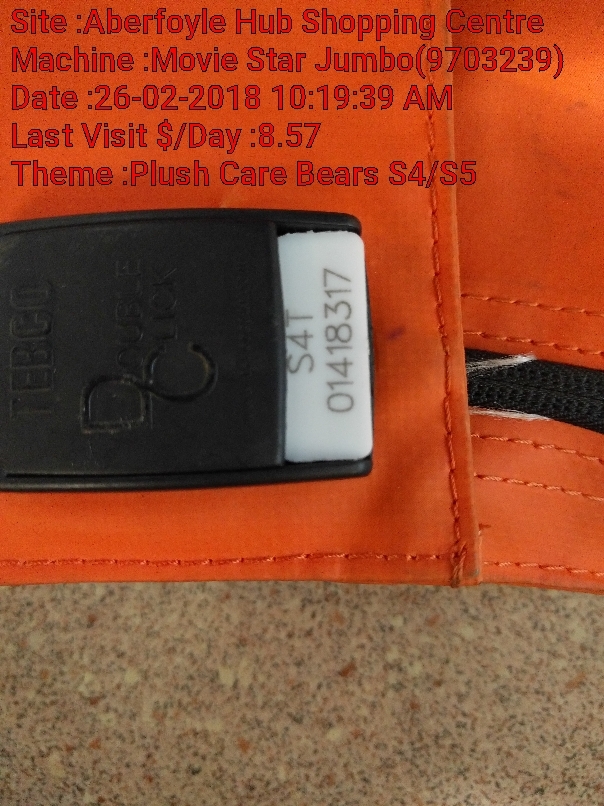 Site :Aberfoyle Hub Shopping Centre
Machine :Movie Star Jumbo(9703239)
Date :26-02-2018 10:19:39 AM
Last Visit $/Day :8.57
Theme :Plush Care Bears S4/S5
TEBCO
DOUBLE
CLICK
DC
S4T
01418317